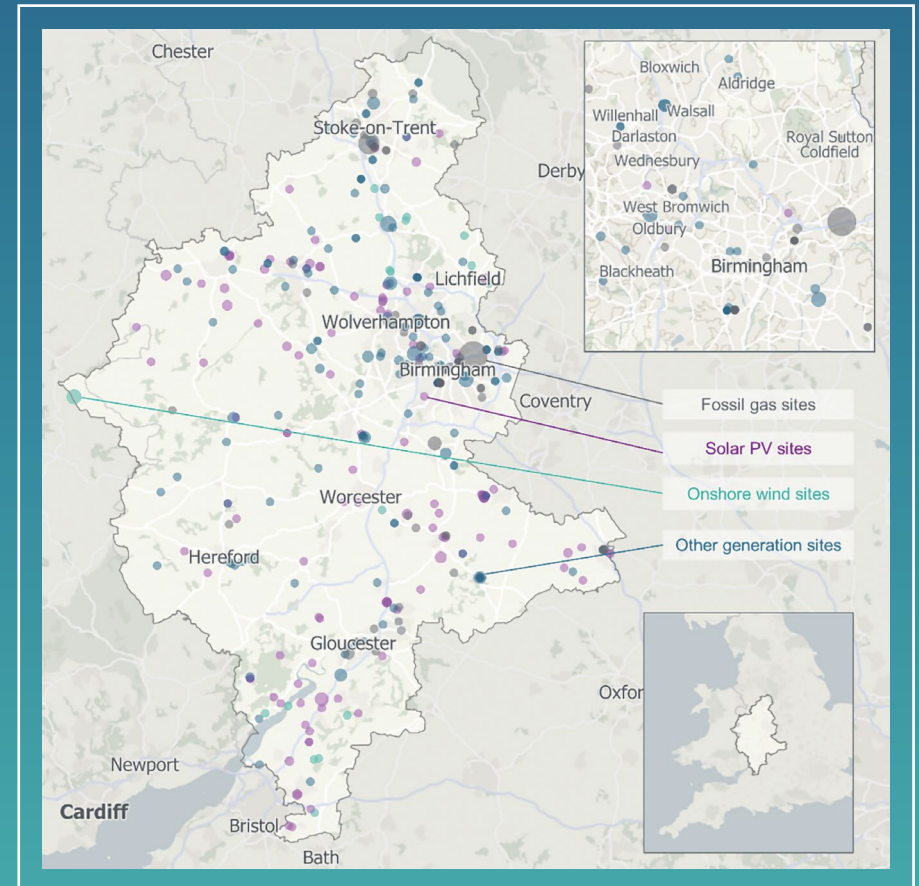 Chester
Stoke-on-Trent
Derby
Lichfield
Wolverhampton
Birmingham
Coventry
Worcester
Hereford
Gloucester
Oxfor
Newport
Cardiff
Bristol
Bath
Bloxwich
Aldridge
Willenhall
Walsall
Darlaston
Royal Sutton
Coldfield
Wednesbury
West Bromwich
Oldbury
Blackheath
Birmingham
Fossil gas sites
Solar PV sites
Onshore wind sites
Other generation sites